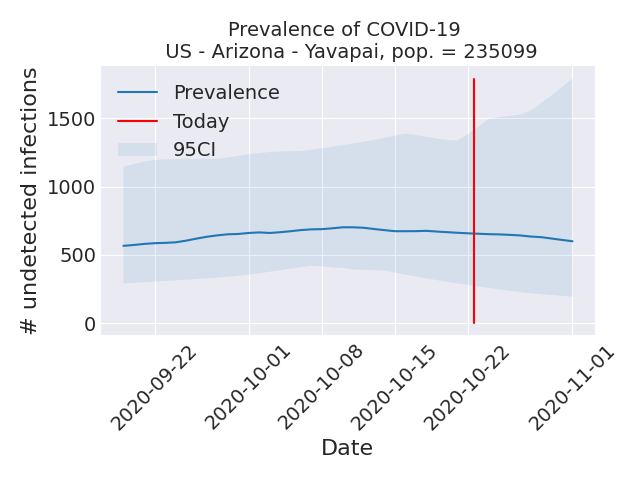 Prevalence of COVID-19
US - Arizona - Yavapai, pop. = 235099
Prevalence
Today
95CI
# undetected infections
1500
1000
500
0
2020-09-22
2020-10-01
2020-10-08
2020-10-15
2020-10-22
2020-11-01
Date